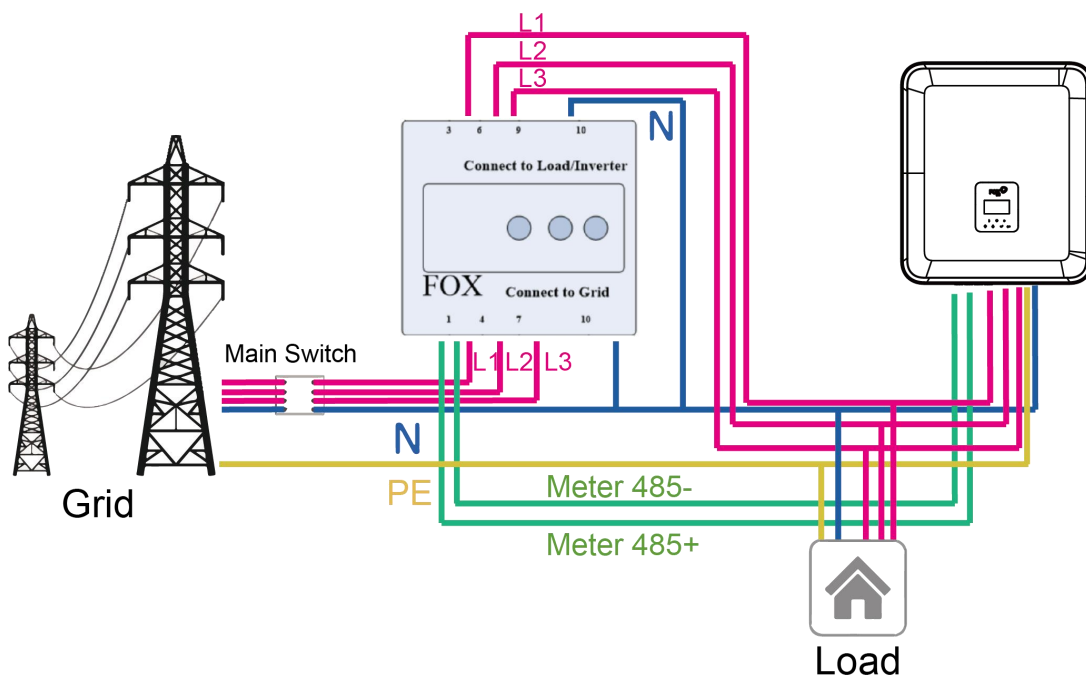 L1
L2
L3
N
3 6 9 10
Connect to Load/Inverter
FOX
Connect to Grid
1 4 7 10
Main Switch
L1 L2 L3
N
Grid
PE
Meter 485-
Meter 485+
Load